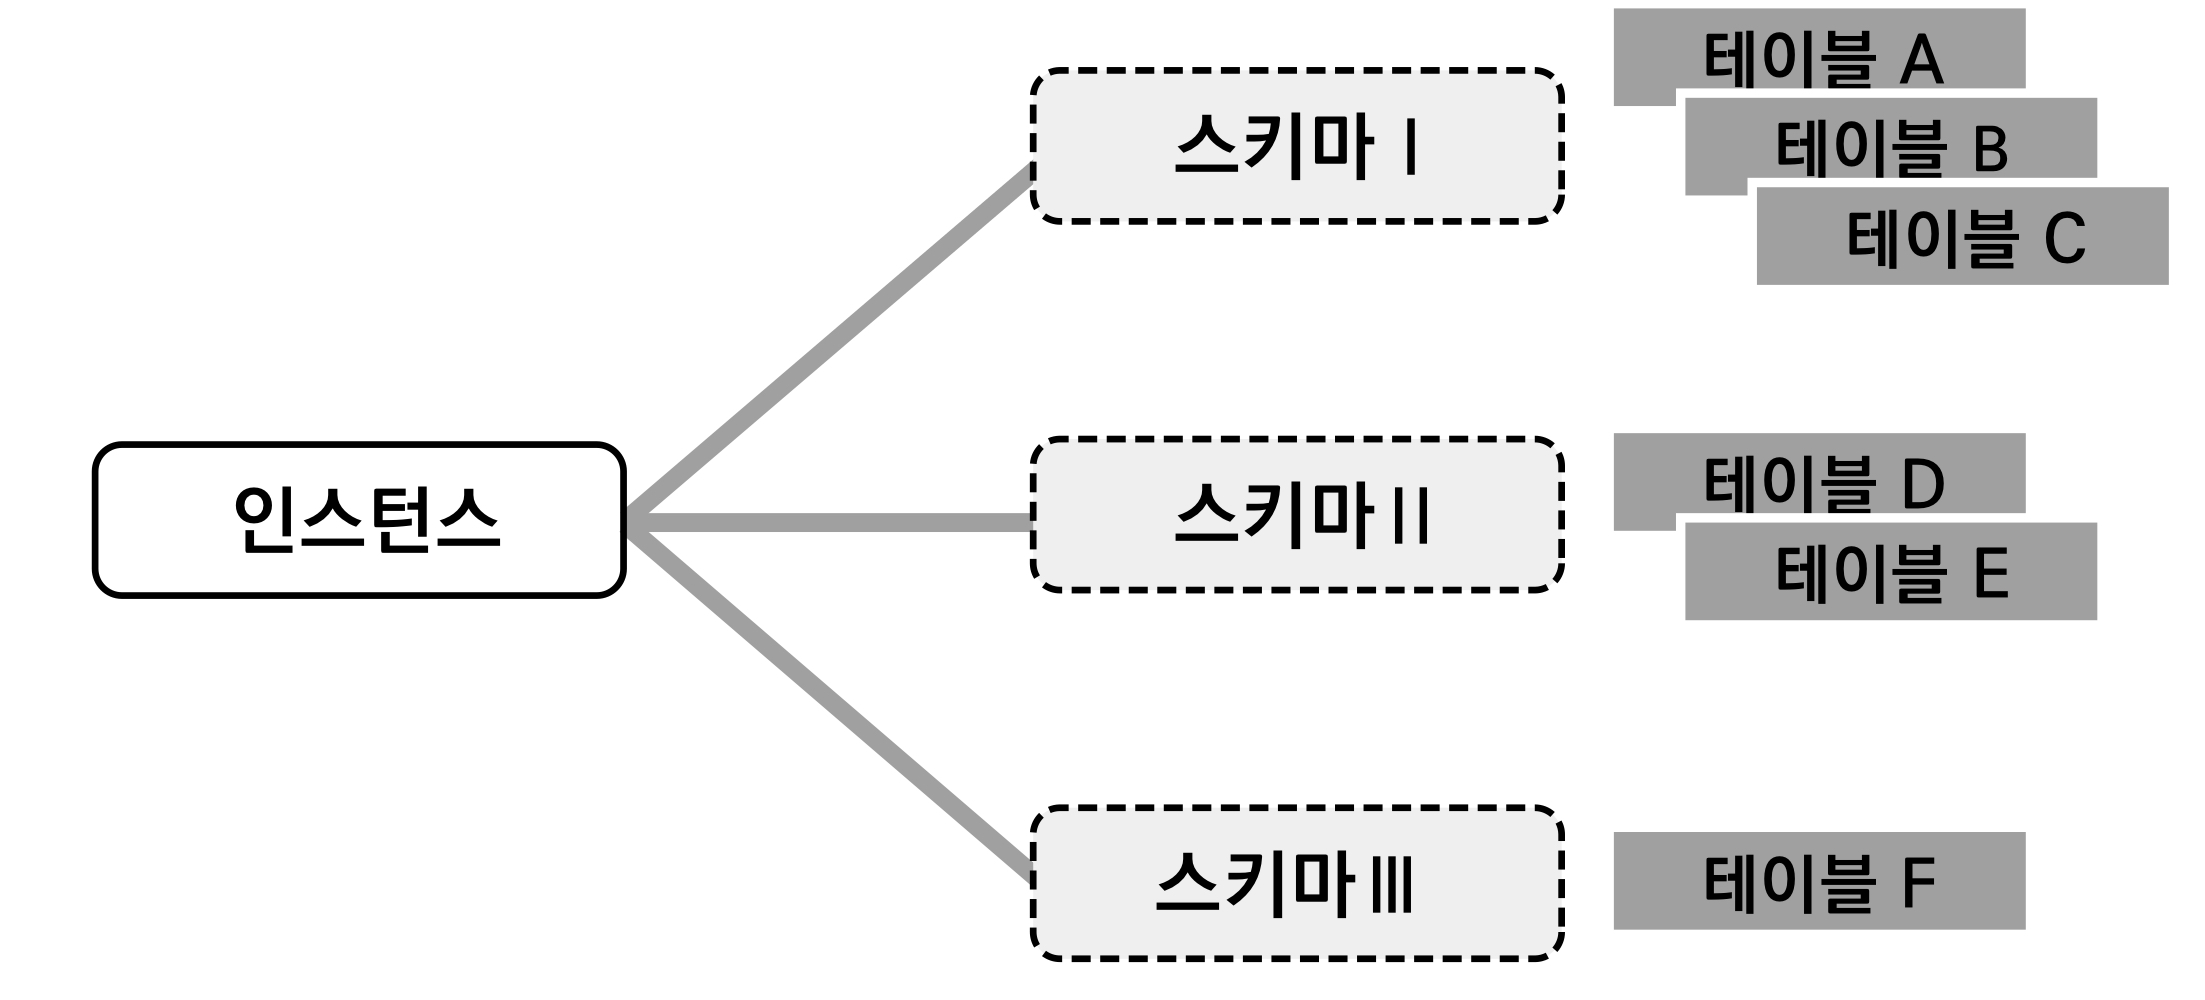 테이블 A
스키마 Ⅰ
테이블 B
테이블 C
인스턴스
스키마 Ⅱ
테이블 D
테이블 E
스키마 Ⅲ
테이블 F